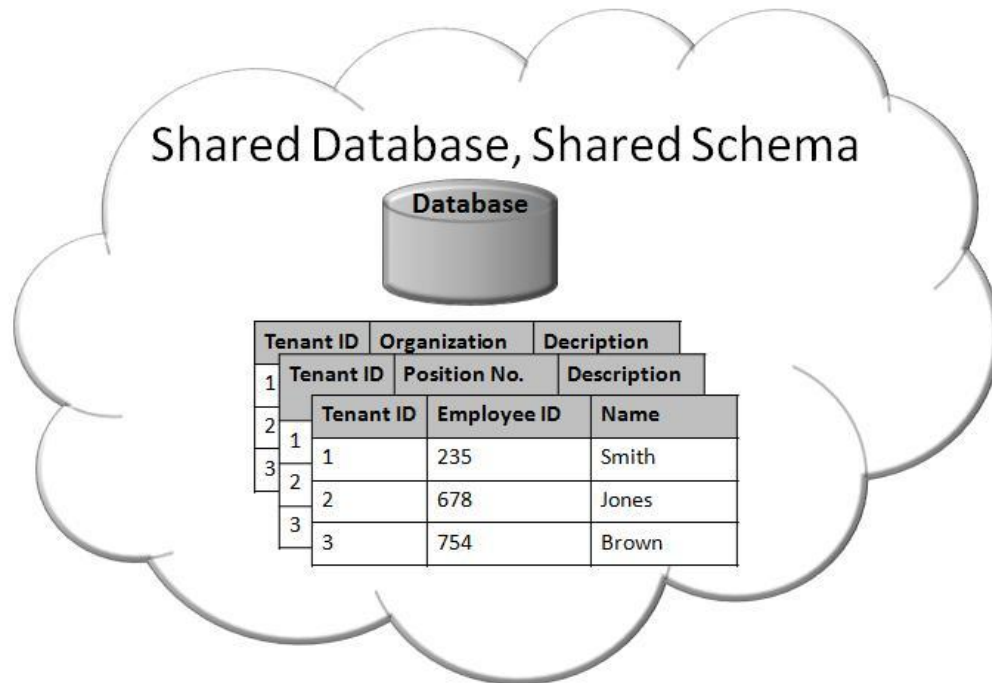 Shared Database, Shared Schema
Database
Tenant ID Organization Decription
1
2
3
Tenant ID Position No. Description
1
2
3
Tenant ID Employee ID Name
1 235 Smith
2 678 Jones
3 754 Brown